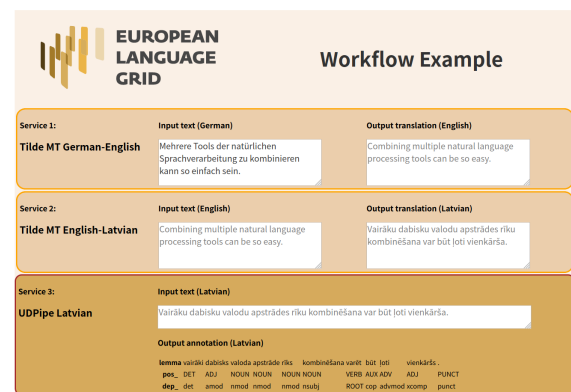 EUROPEAN
LANGUAGE
GRID
Workflow Example
Service 1:
Input text (German)
Output translation (English)
Tilde MT German-English
Mehrere Tools der natürlichen
Sprachverarbeitung zu kombinieren
kann so einfach sein.
Combining multiple natural language
processing tools can be so easy.
Service 2:
Input text (English)
Output translation (Latvian)
Tilde MT English-Latvian
Combining multiple natural language
processing tools can be so easy.
Vairāku dabisku valodu apstrādes rīku
kombinēšana var būt ļoti vienkārša.
Service 3:
Input text (Latvian)
UDPipe Latvian
Vairāku dabisku valodu apstrādes rīku kombinēšana var būt ļoti vienkārša.
Output annotation (Latvian)
lemma vairāki dabisks valoda apstrāde rīks kombinēšana varēt būt ļoti vienkāršs .
pos_ DET ADJ NOUN NOUN NOUN NOUN VERB AUX ADV ADJ PUNCT
dep_ det amod nmod nmod nmod nsubj ROOT cop advmod xcomp punct